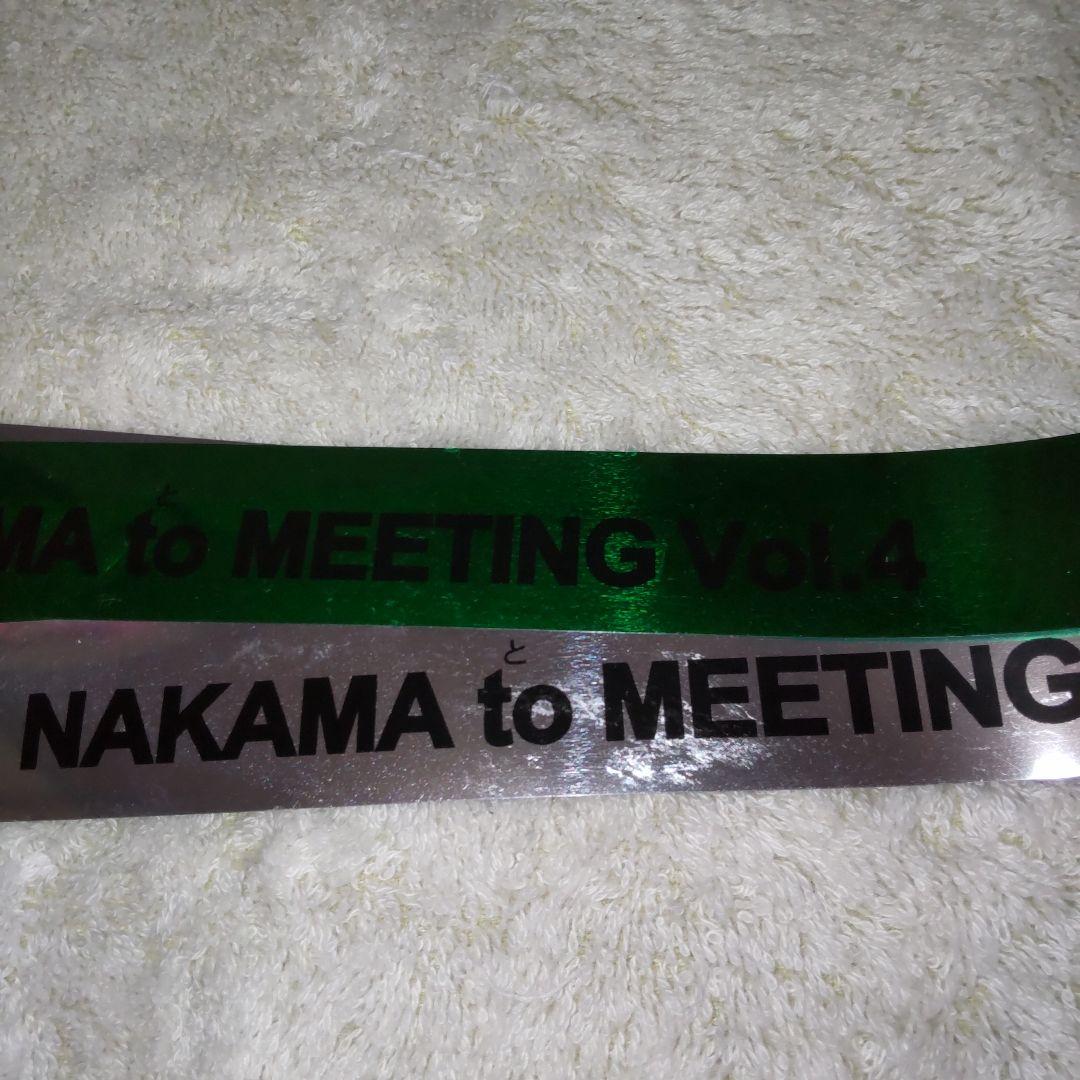 と
MA to MEETING Vol.4
と
NAKAMA to MEETING